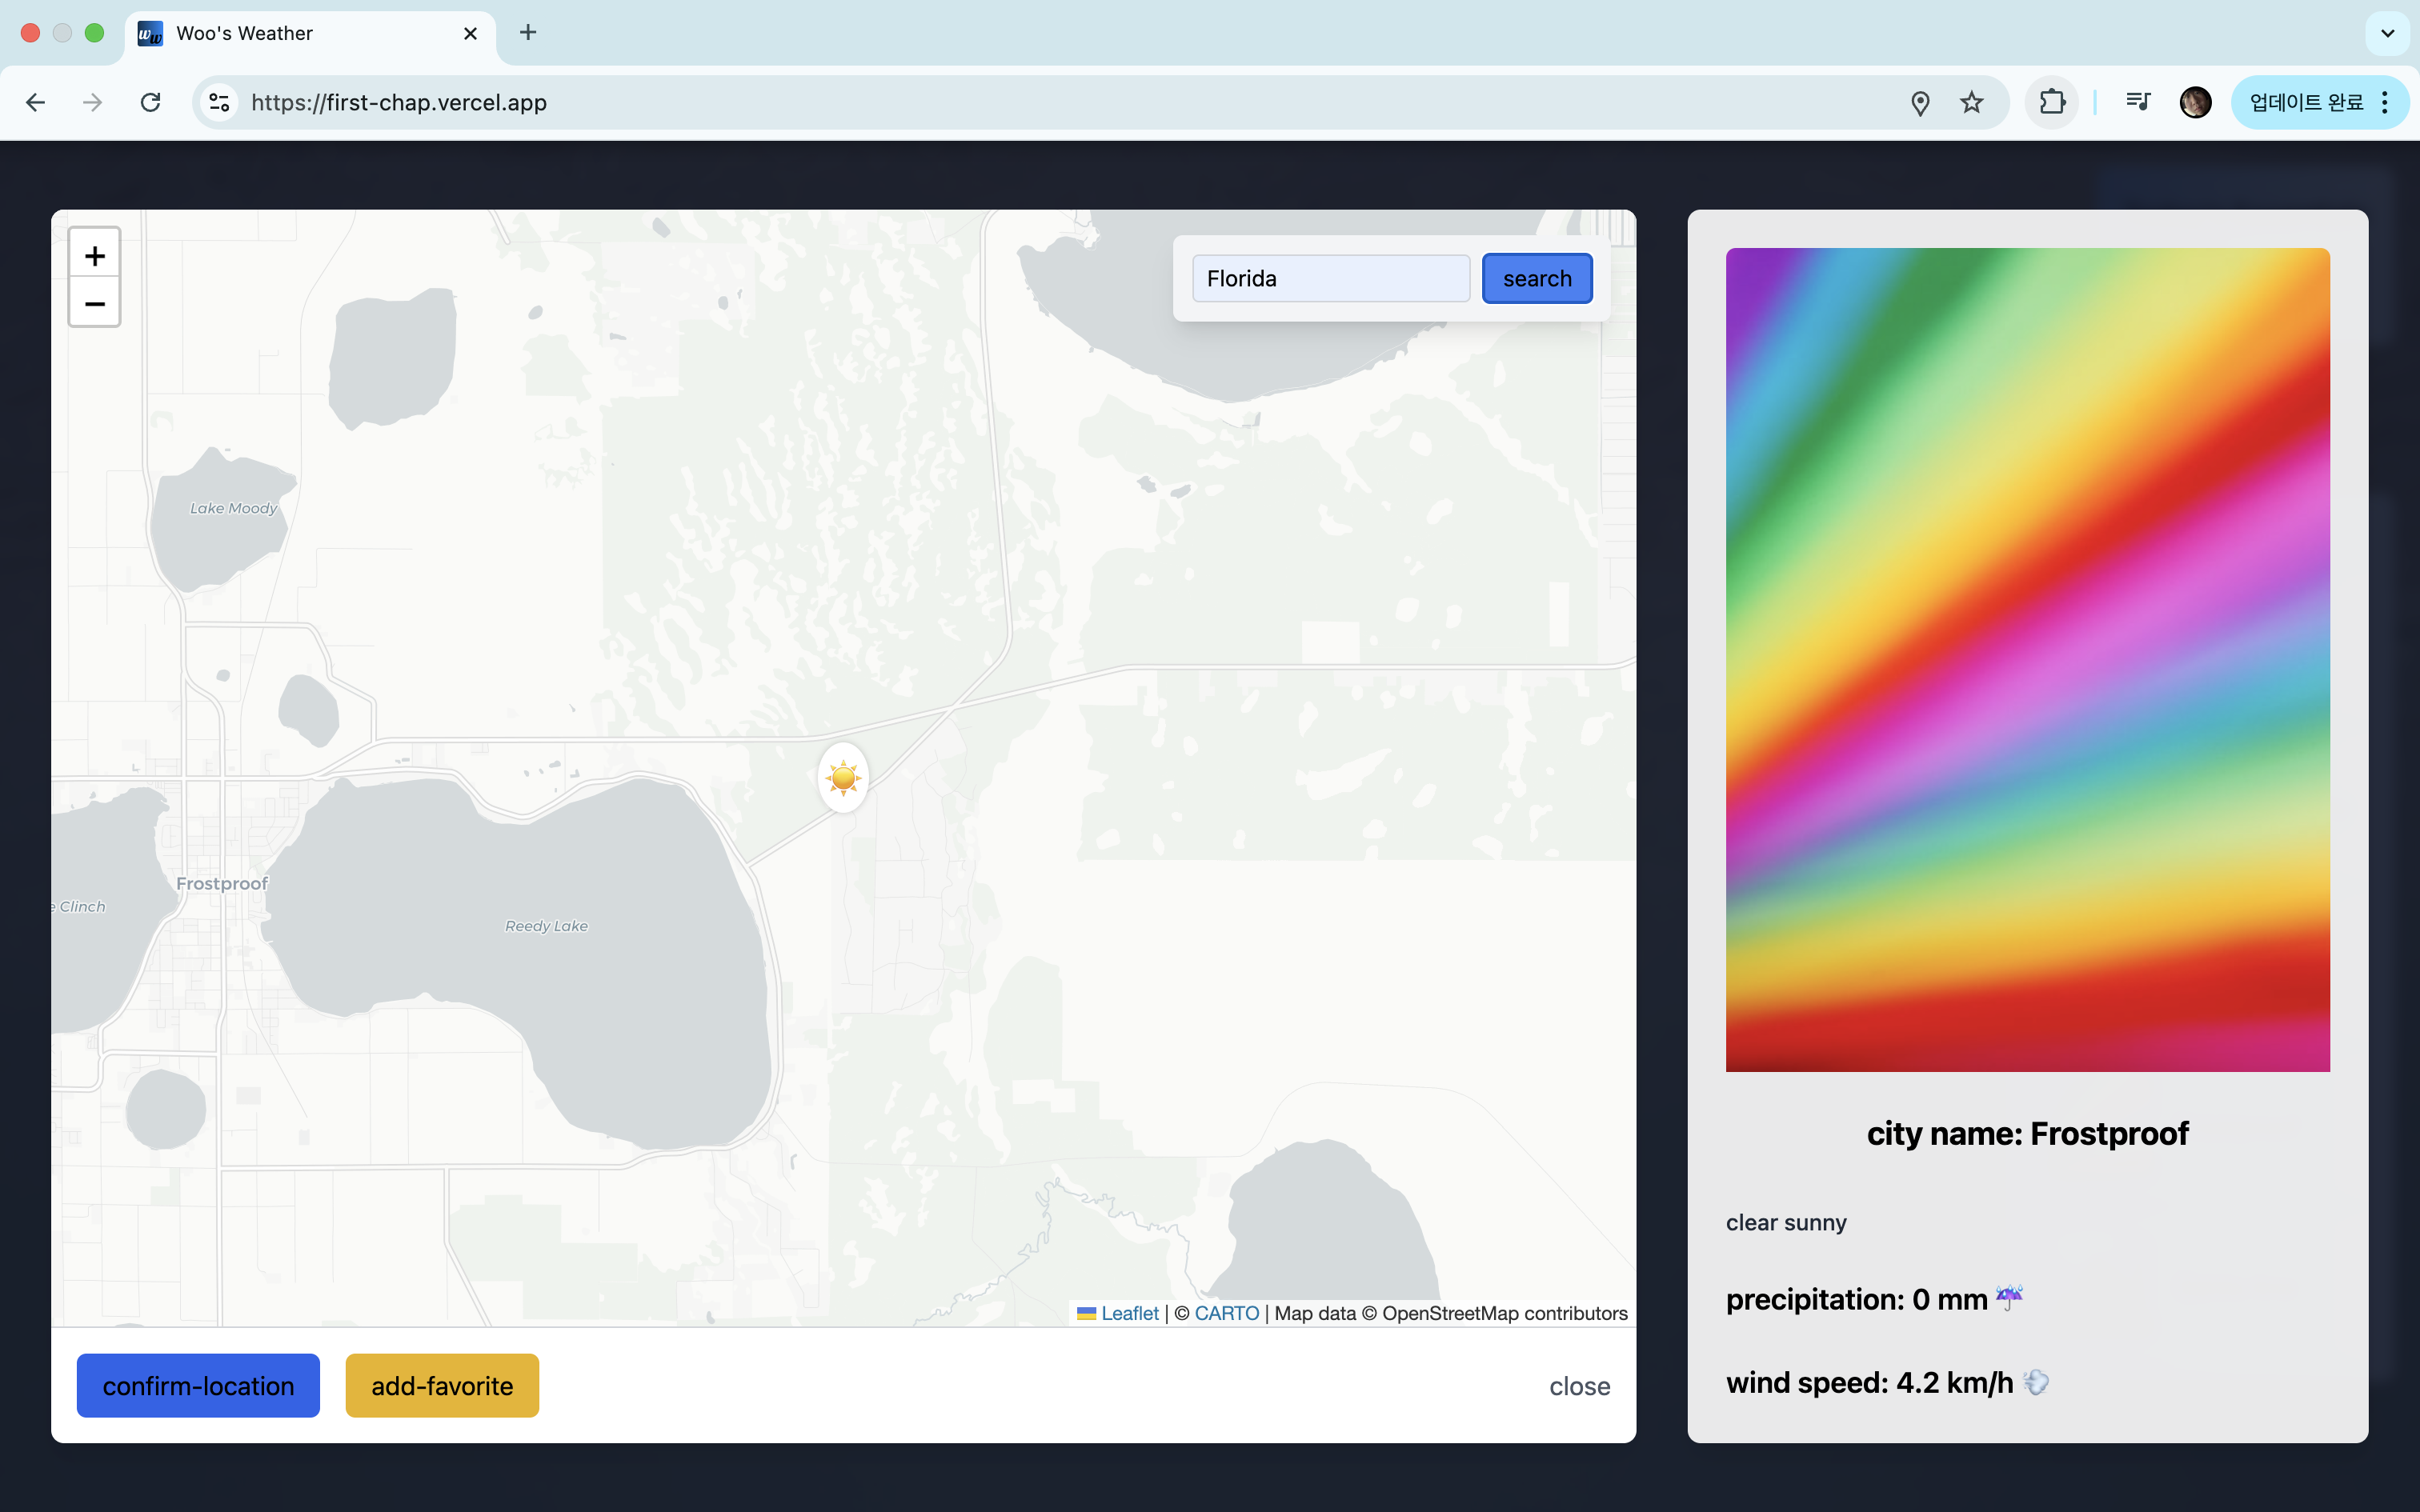 Woo's Weather
https://first-chap.vercel.app
업데이트 완료
+
−
Florida
search
Lake Moody
Frostproof
e Clinch
Reedy Lake
Leaflet | © CARTO | Map data © OpenStreetMap contributors
confirm-location
add-favorite
close
city name: Frostproof
clear sunny
precipitation: 0 mm ☔
wind speed: 4.2 km/h 💨